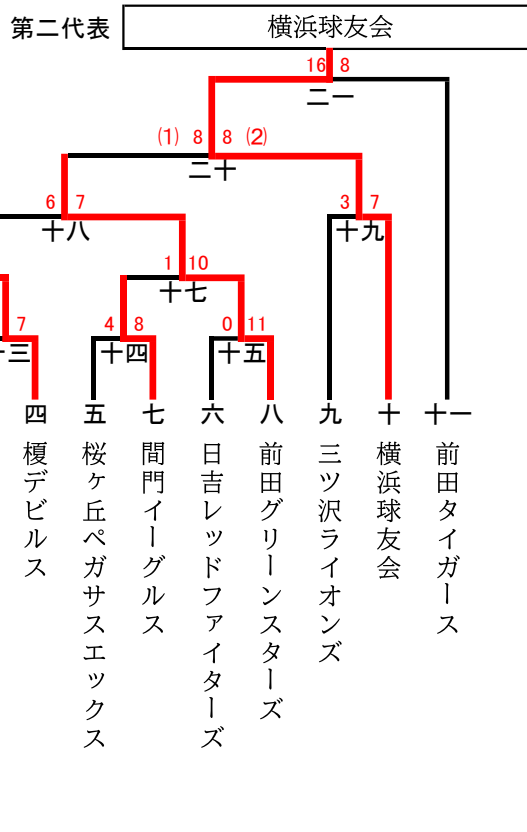 第二代表 横浜球友会
16 8
二一
(1) 8 8 (2)
二十
6 7 3 7
十八 十九
1 10
十七
7 4 8 0 11
十三 十四 十五
四 五 七 六 八 九 十 十一
榎デビルス
桜ヶ丘ペガサスエックス
間門イーグルス
日吉レッドファイターズ
前田グリーンスターズ
三ツ沢ライオンズ
横浜球友会
前田タイガース